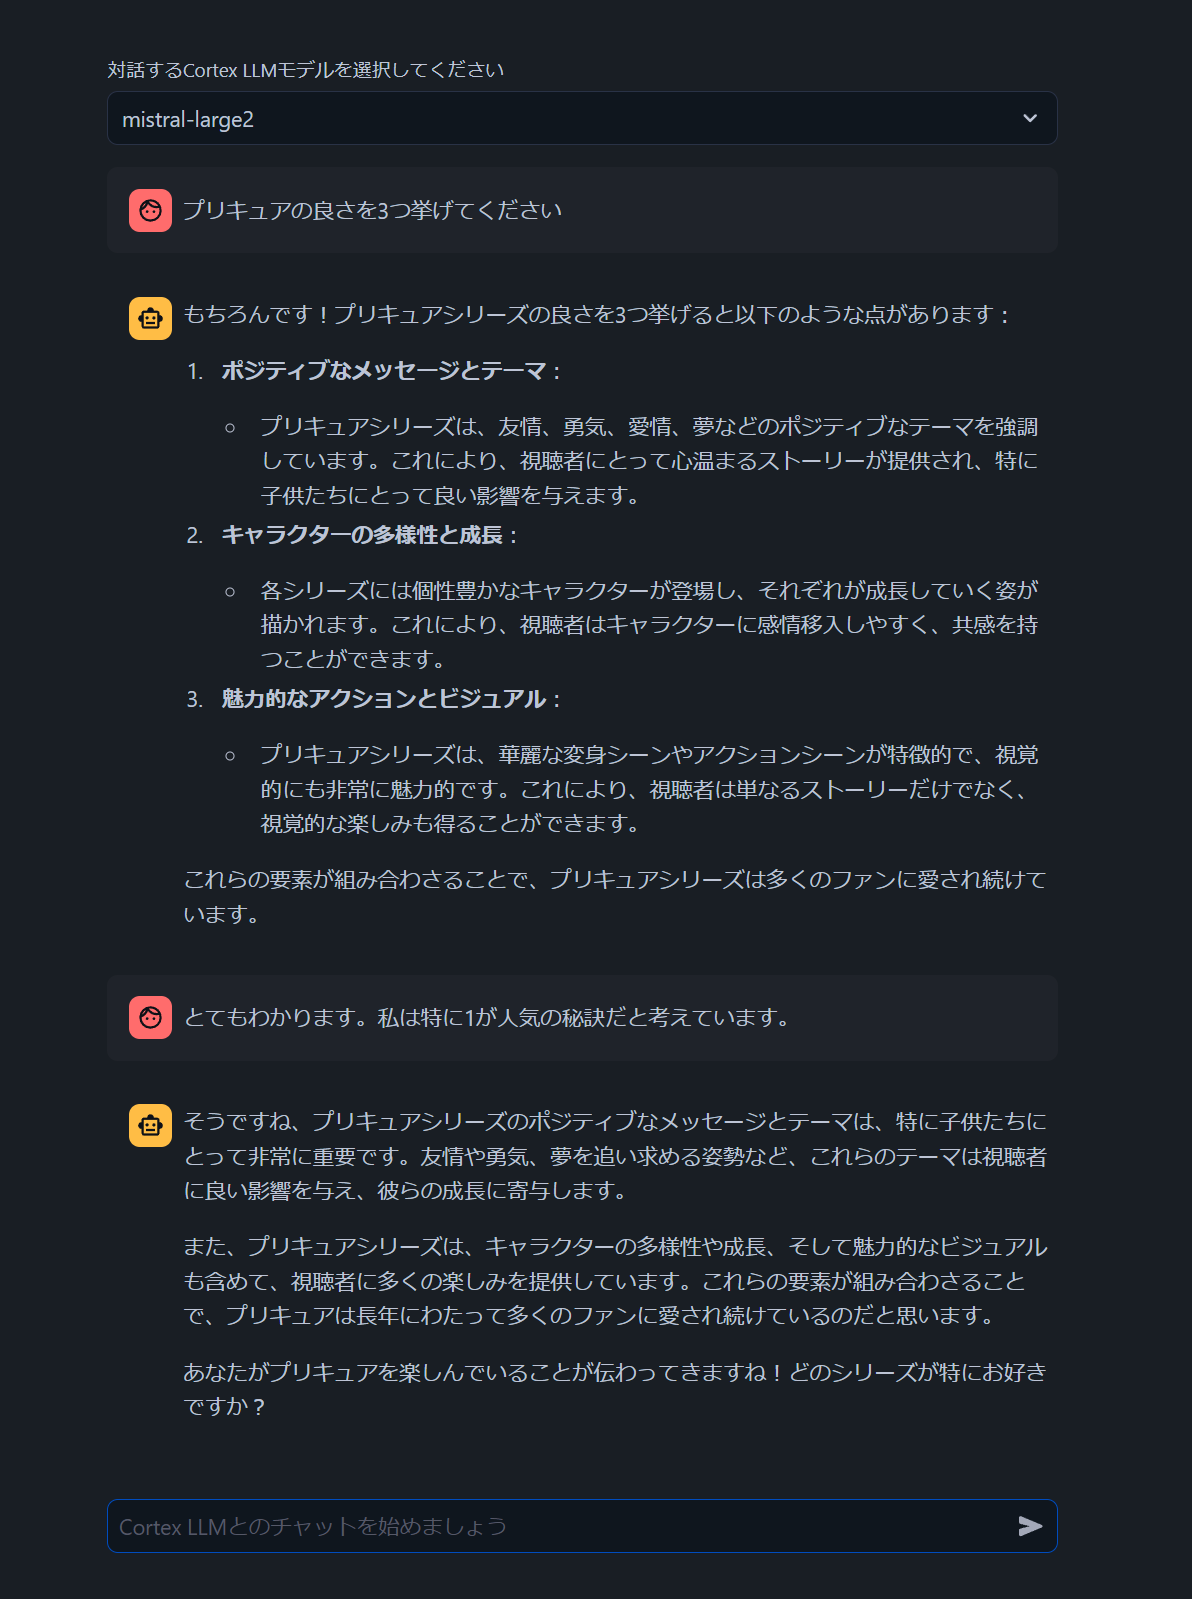 対話するCortex LLMモデルを選択してください
mistral-large2
プリキュアの良さを3つ挙げてください
もちろんです！プリキュアシリーズの良さを3つ挙げると以下のような点があります：
1. ポジティブなメッセージとテーマ：
○ プリキュアシリーズは、友情、勇気、愛情、夢などのポジティブなテーマを強調
しています。これにより、視聴者にとって心温まるストーリーが提供され、特に
子供たちにとって良い影響を与えます。
2. キャラクターの多様性と成長：
○ 各シリーズには個性豊かなキャラクターが登場し、それぞれが成長していく姿が
描かれます。これにより、視聴者はキャラクターに感情移入しやすく、共感を持
つことができます。
3. 魅力的なアクションとビジュアル：
○ プリキュアシリーズは、華麗な変身シーンやアクションシーンが特徴的で、視覚
的にも非常に魅力的です。これにより、視聴者は単なるストーリーだけでなく、
視覚的な楽しみも得ることができます。
これらの要素が組み合わさることで、プリキュアシリーズは多くのファンに愛され続けて
います。
とてもわかります。私は特に1が人気の秘訣だと考えています。
そうですね、プリキュアシリーズのポジティブなメッセージとテーマは、特に子供たちに
とって非常に重要です。友情や勇気、夢を追い求める姿勢など、これらのテーマは視聴者
に良い影響を与え、彼らの成長に寄与します。
また、プリキュアシリーズは、キャラクターの多様性や成長、そして魅力的なビジュアル
も含めて、視聴者に多くの楽しみを提供しています。これらの要素が組み合わさること
で、プリキュアは長年にわたって多くのファンに愛され続けているのだと思います。
あなたがプリキュアを楽しんでいることが伝わってきますね！どのシリーズが特にお好き
ですか？
Cortex LLMとのチャットを始めましょう